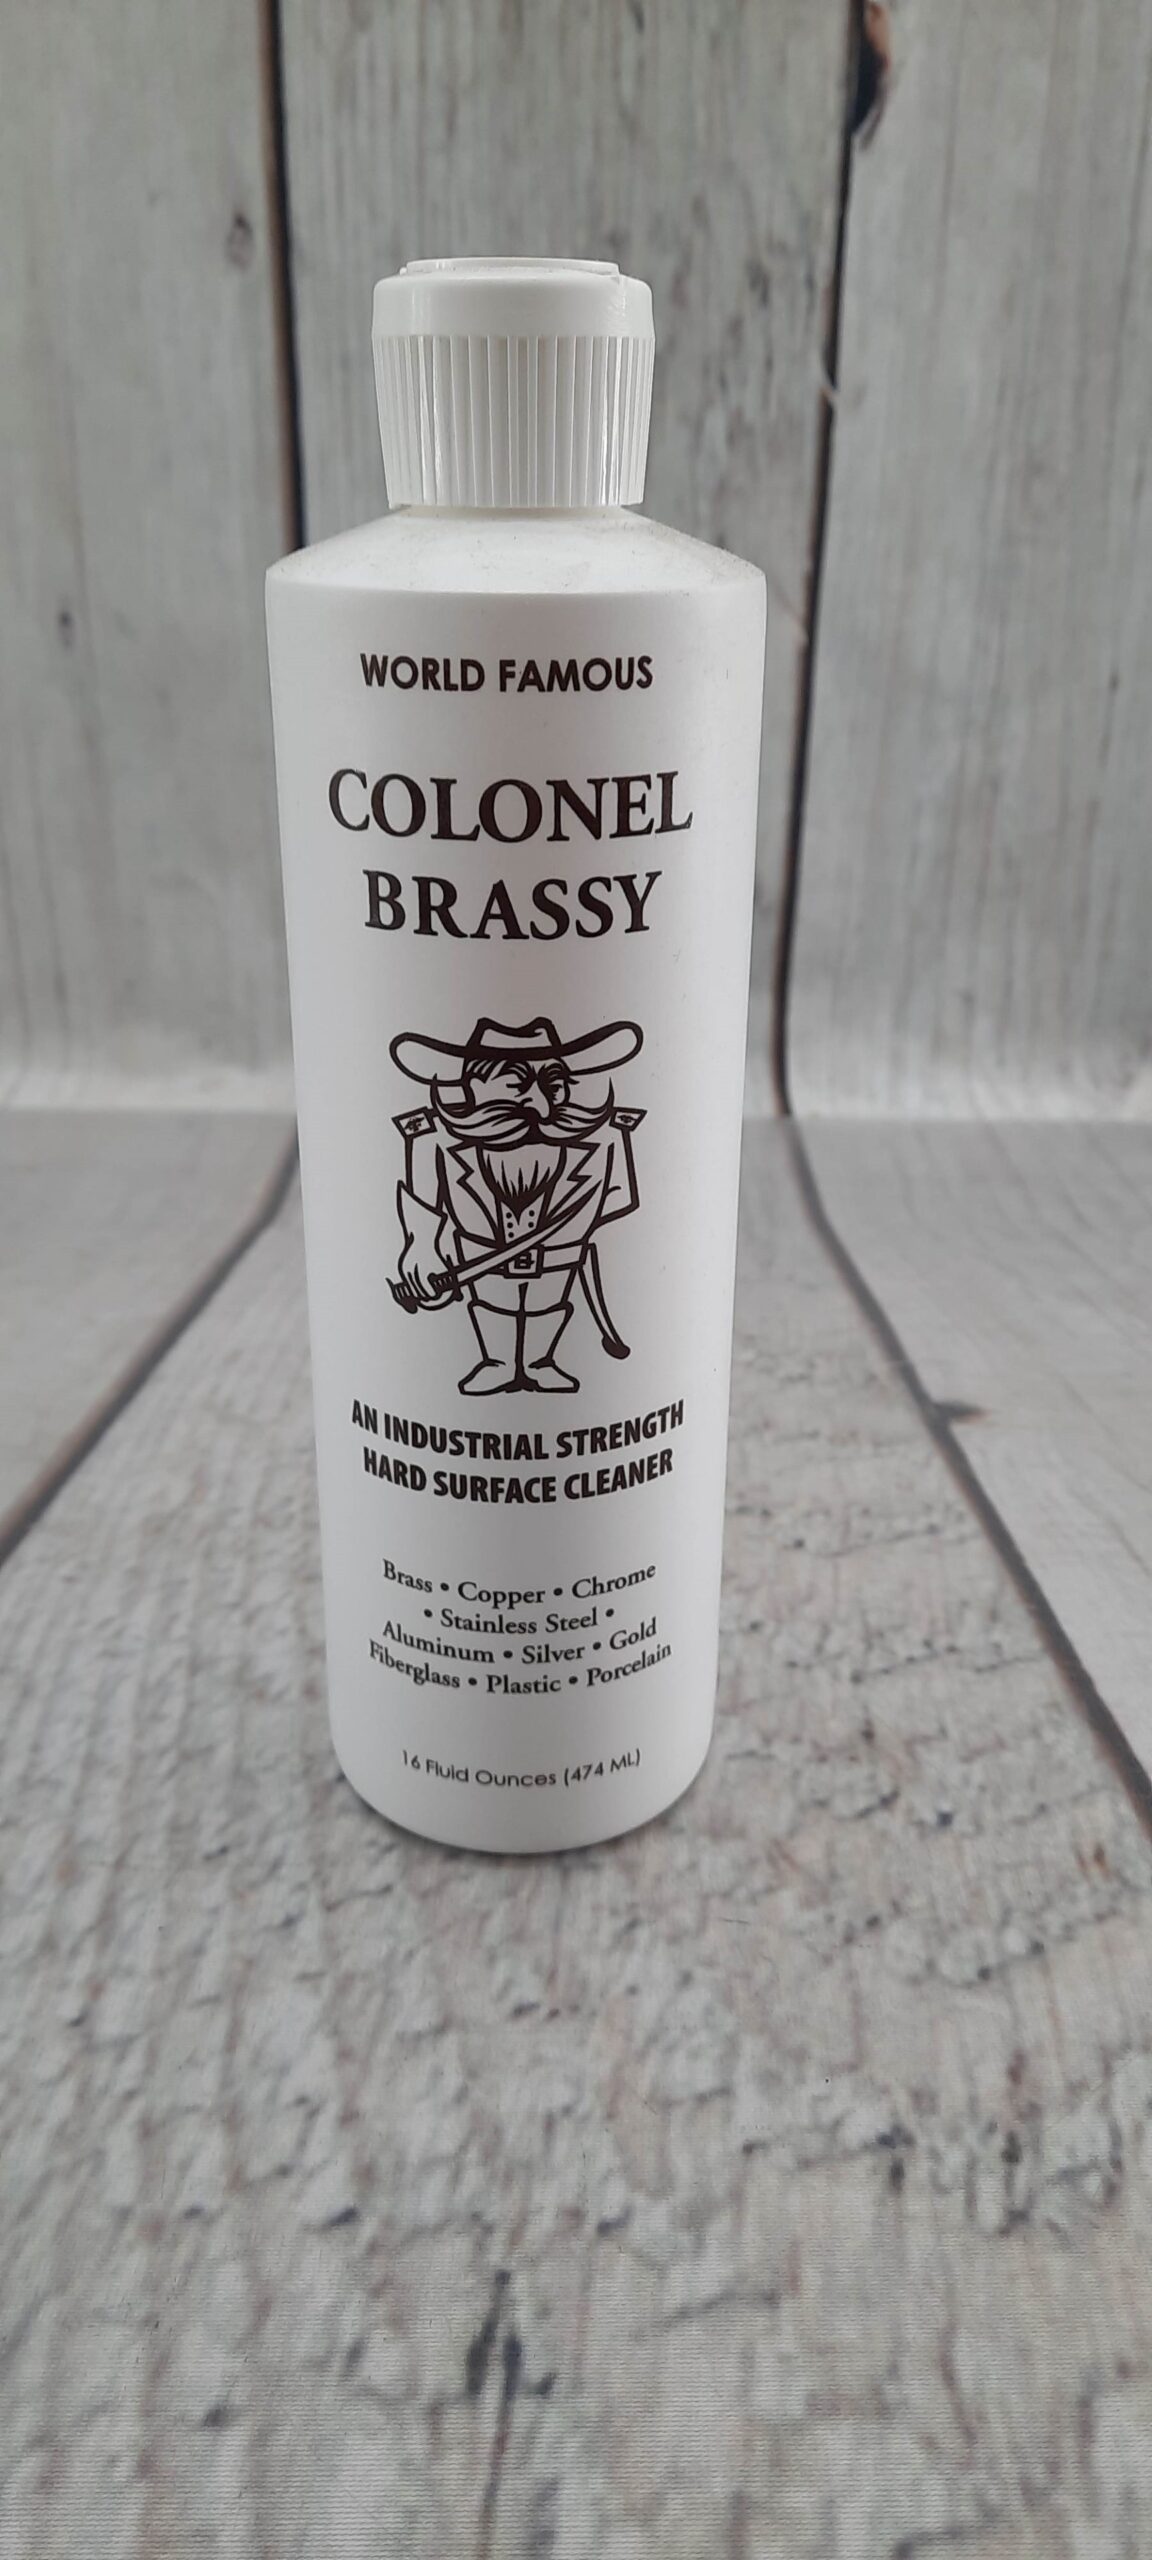 WORLD FAMOUS
COLONEL
BRASSY
AN INDUSTRIAL STRENGTH
HARD SURFACE CLEANER
Brass • Copper • Chrome
• Stainless Steel •
Aluminum • Silver • Gold
Fiberglass • Plastic • Porcelain
16 Fluid Ounces (474 ML)